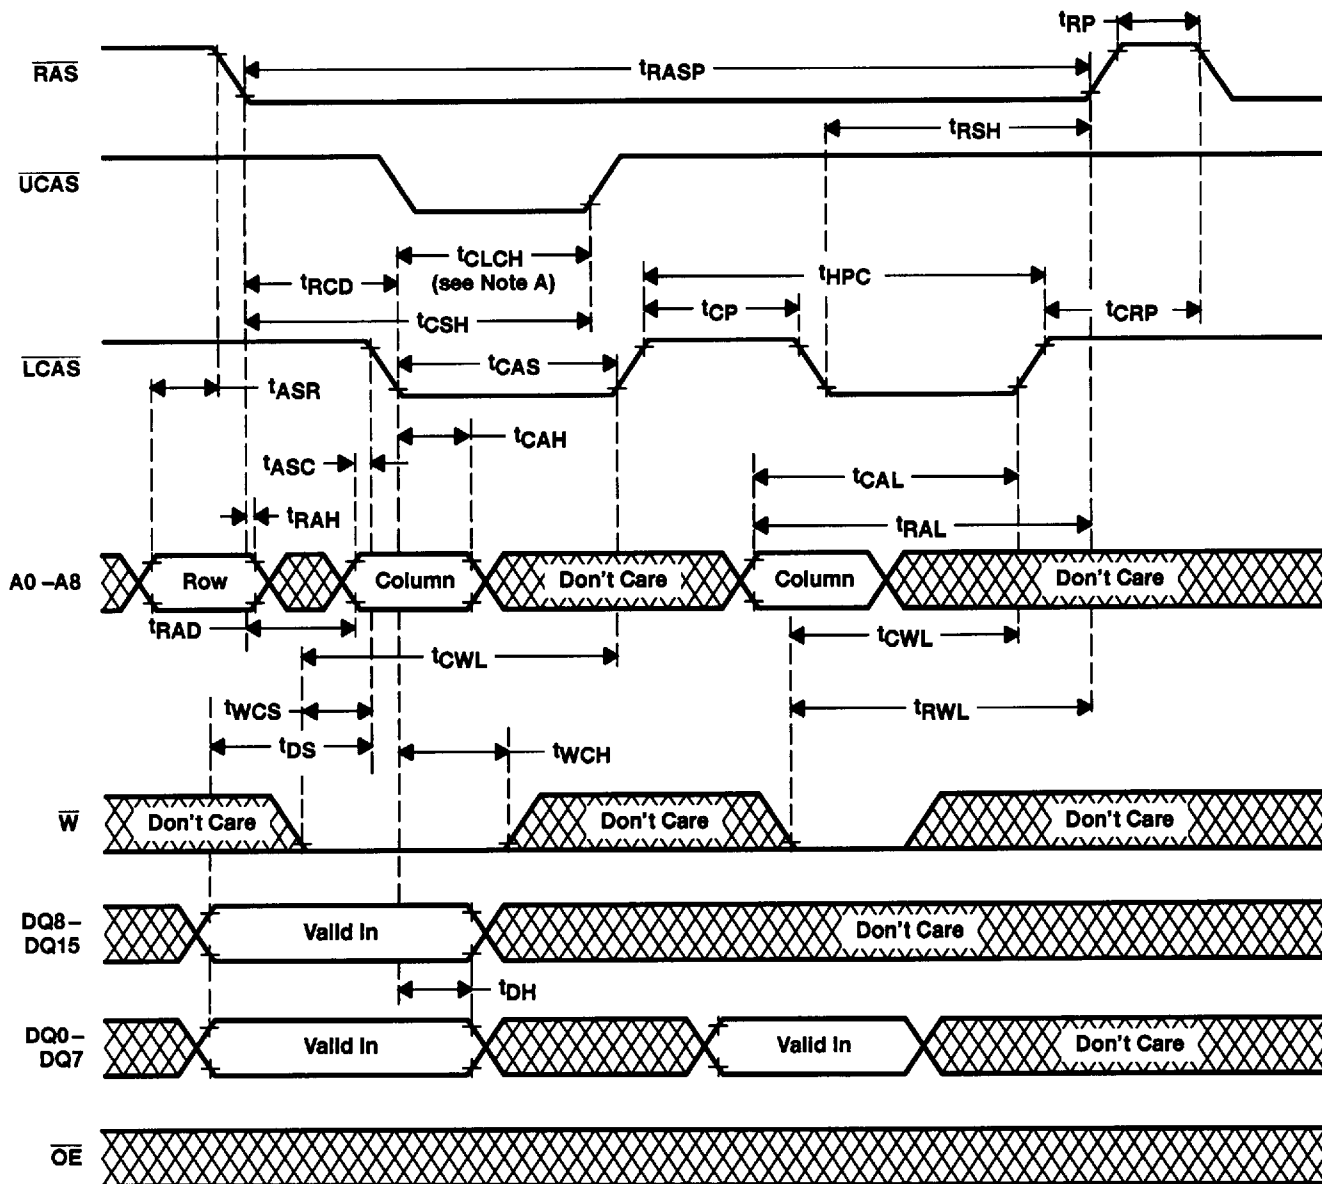 tRP
RAS
tRASP
tRSH
UCAS
tCLCH
tRCD
(see Note A)
tHPC
tCP
tCRP
tCSH
LCAS
tCAS
tASR
tCAH
tASC
tCAL
tRAH
tRAL
A0–A8 Row Column Don't Care Column Don't Care
tRAD
tCWL
tCWL
tWCS
tRWL
tDS
tWCH
W Don't Care Don't Care Don't Care
DQ8–
DQ15 Valid In Don't Care
tDH
DQ0–
DQ7 Valid In Valid In Don't Care
OE